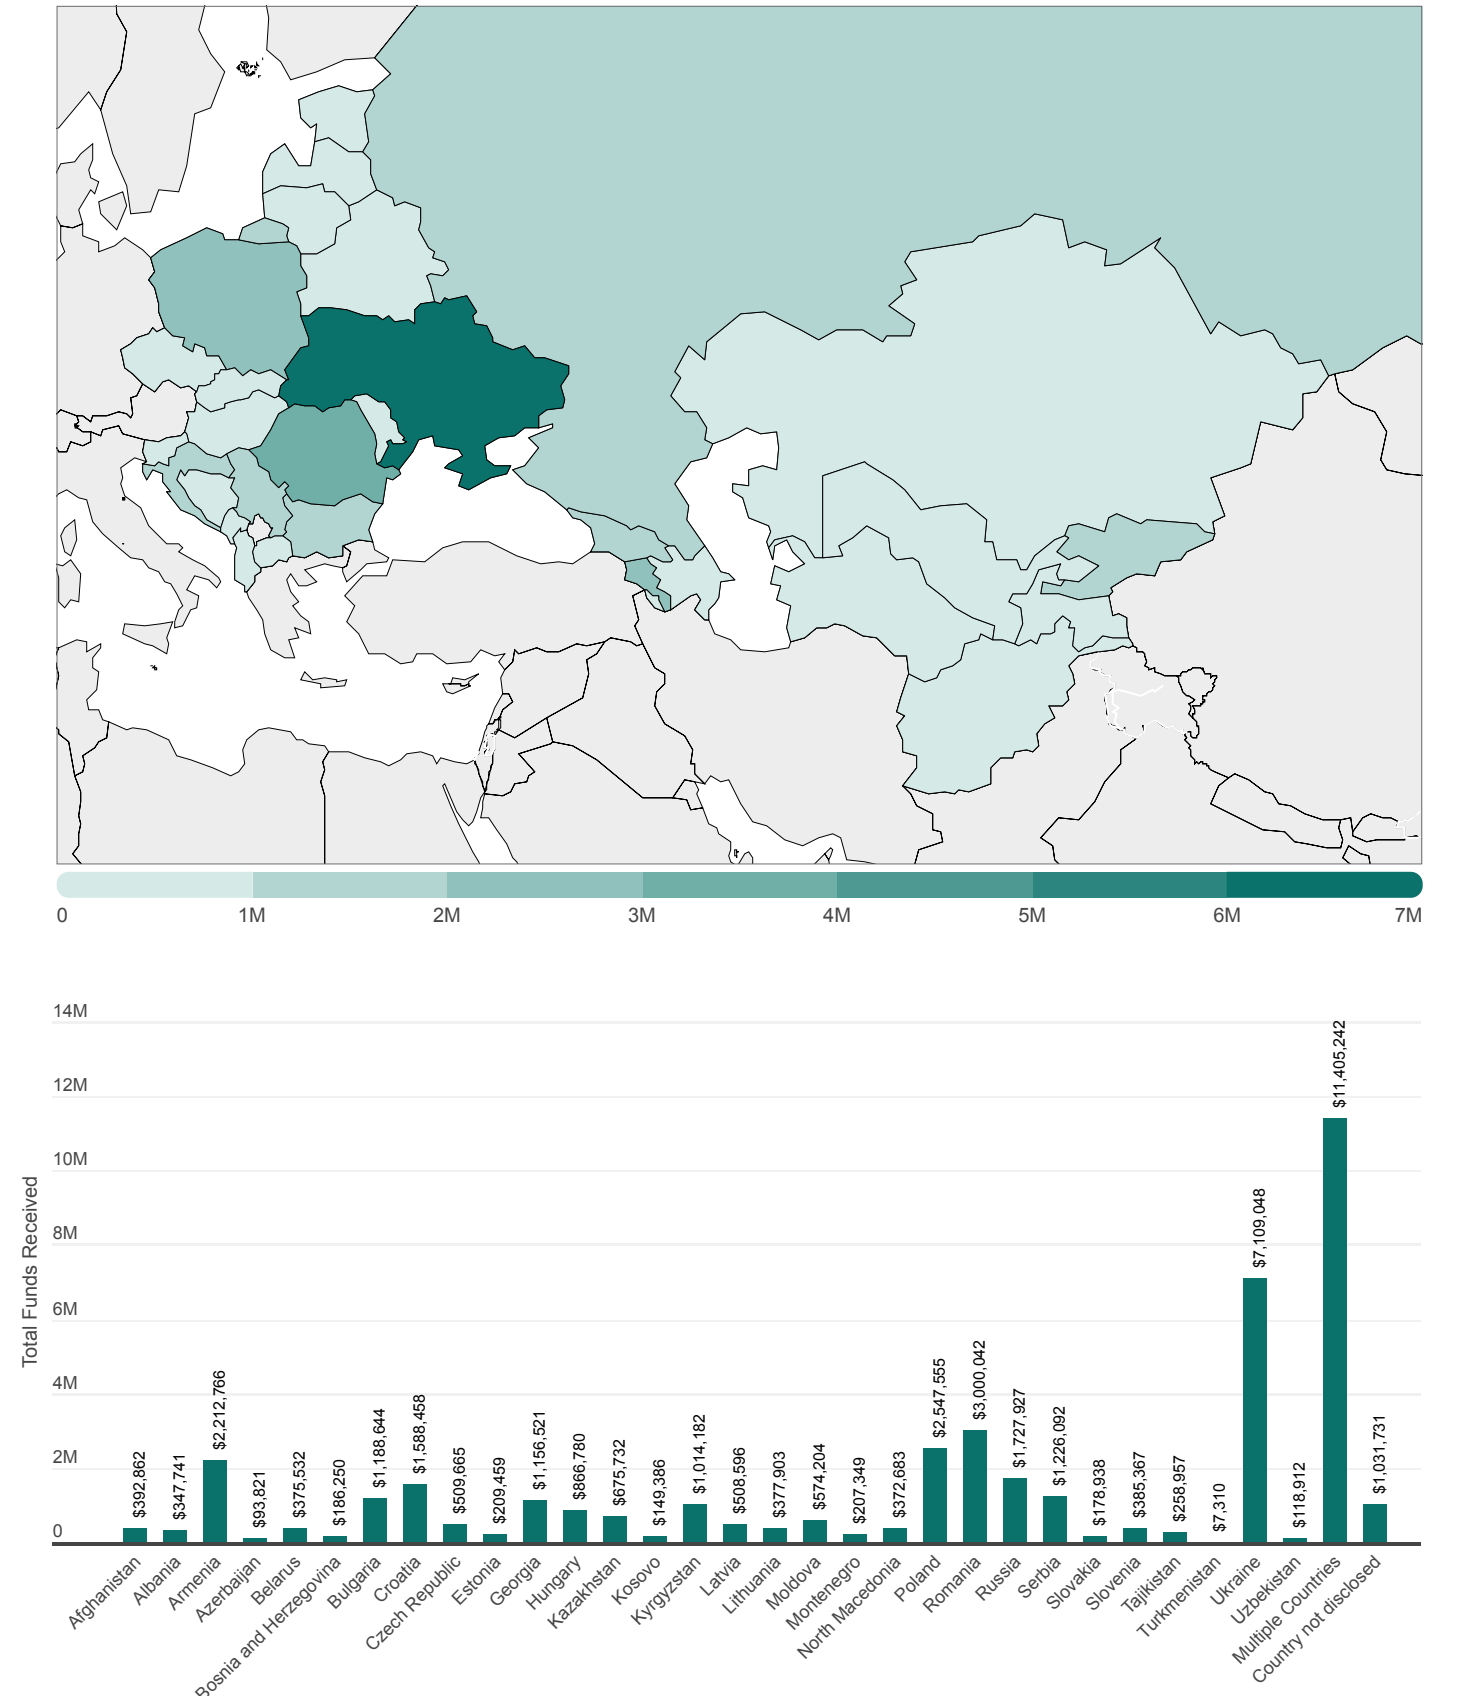 0 1M 2M 3M 4M 5M 6M 7M
Total Funds Received
14M
12M
10M
8M
6M
4M
2M
0
$392,862
$347,741
$2,212,766
$93,821
$375,532
$186,250
$1,188,644
$1,588,458
$509,665
$209,459
$1,156,521
$866,780
$675,732
$149,386
$1,014,182
$508,596
$377,903
$574,204
$207,349
$372,683
$2,547,555
$3,000,042
$1,727,927
$1,226,092
$178,938
$385,367
$258,957
$7,310
$7,109,048
$118,912
$11,405,242
$1,031,731
Afghanistan
Albania
Armenia
Azerbaijan
Belarus
Bosnia and Herzegovina
Bulgaria
Croatia
Czech Republic
Estonia
Georgia
Hungary
Kazakhstan
Kosovo
Kyrgyzstan
Latvia
Lithuania
Moldova
Montenegro
North Macedonia
Poland
Romania
Russia
Serbia
Slovakia
Slovenia
Tajikistan
Turkmenistan
Ukraine
Uzbekistan
Multiple Countries
Country not disclosed